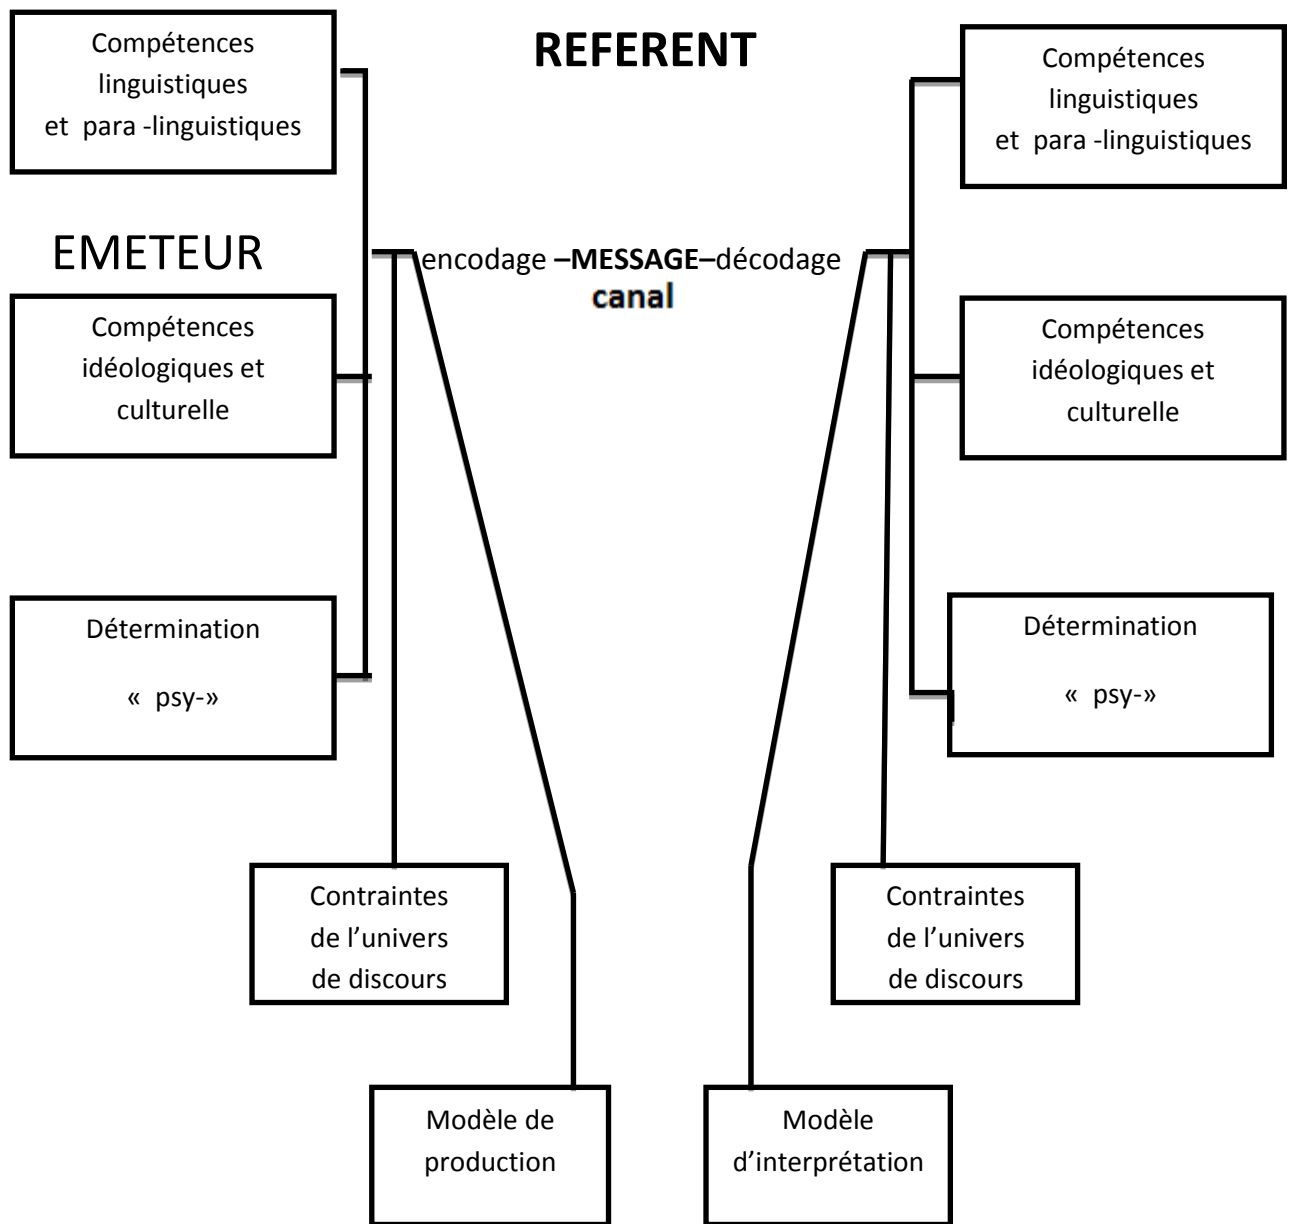 REFERENT
Compétences
linguistiques
et para -linguistiques
Compétences
linguistiques
et para -linguistiques
EMETEUR
encodage –MESSAGE–décodage
canal
Compétences
idéologiques et
culturelle
Compétences
idéologiques et
culturelle
Détermination
« psy-»
Détermination
« psy-»
Contraintes
de l’univers
de discours
Contraintes
de l’univers
de discours
Modèle de
production
Modèle
d’interprétation